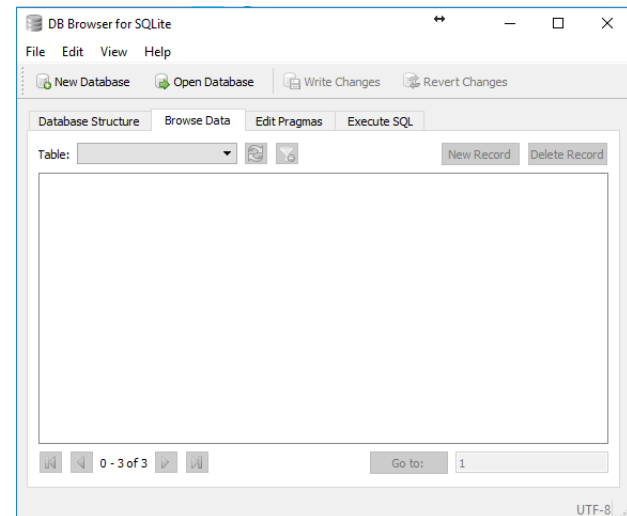 DB Browser for SQLite
File Edit View Help
New Database Open Database Write Changes Revert Changes
Database Structure Browse Data Edit Pragmas Execute SQL
Table: New Record Delete Record
0 - 3 of 3 Go to: 1
UTF-8